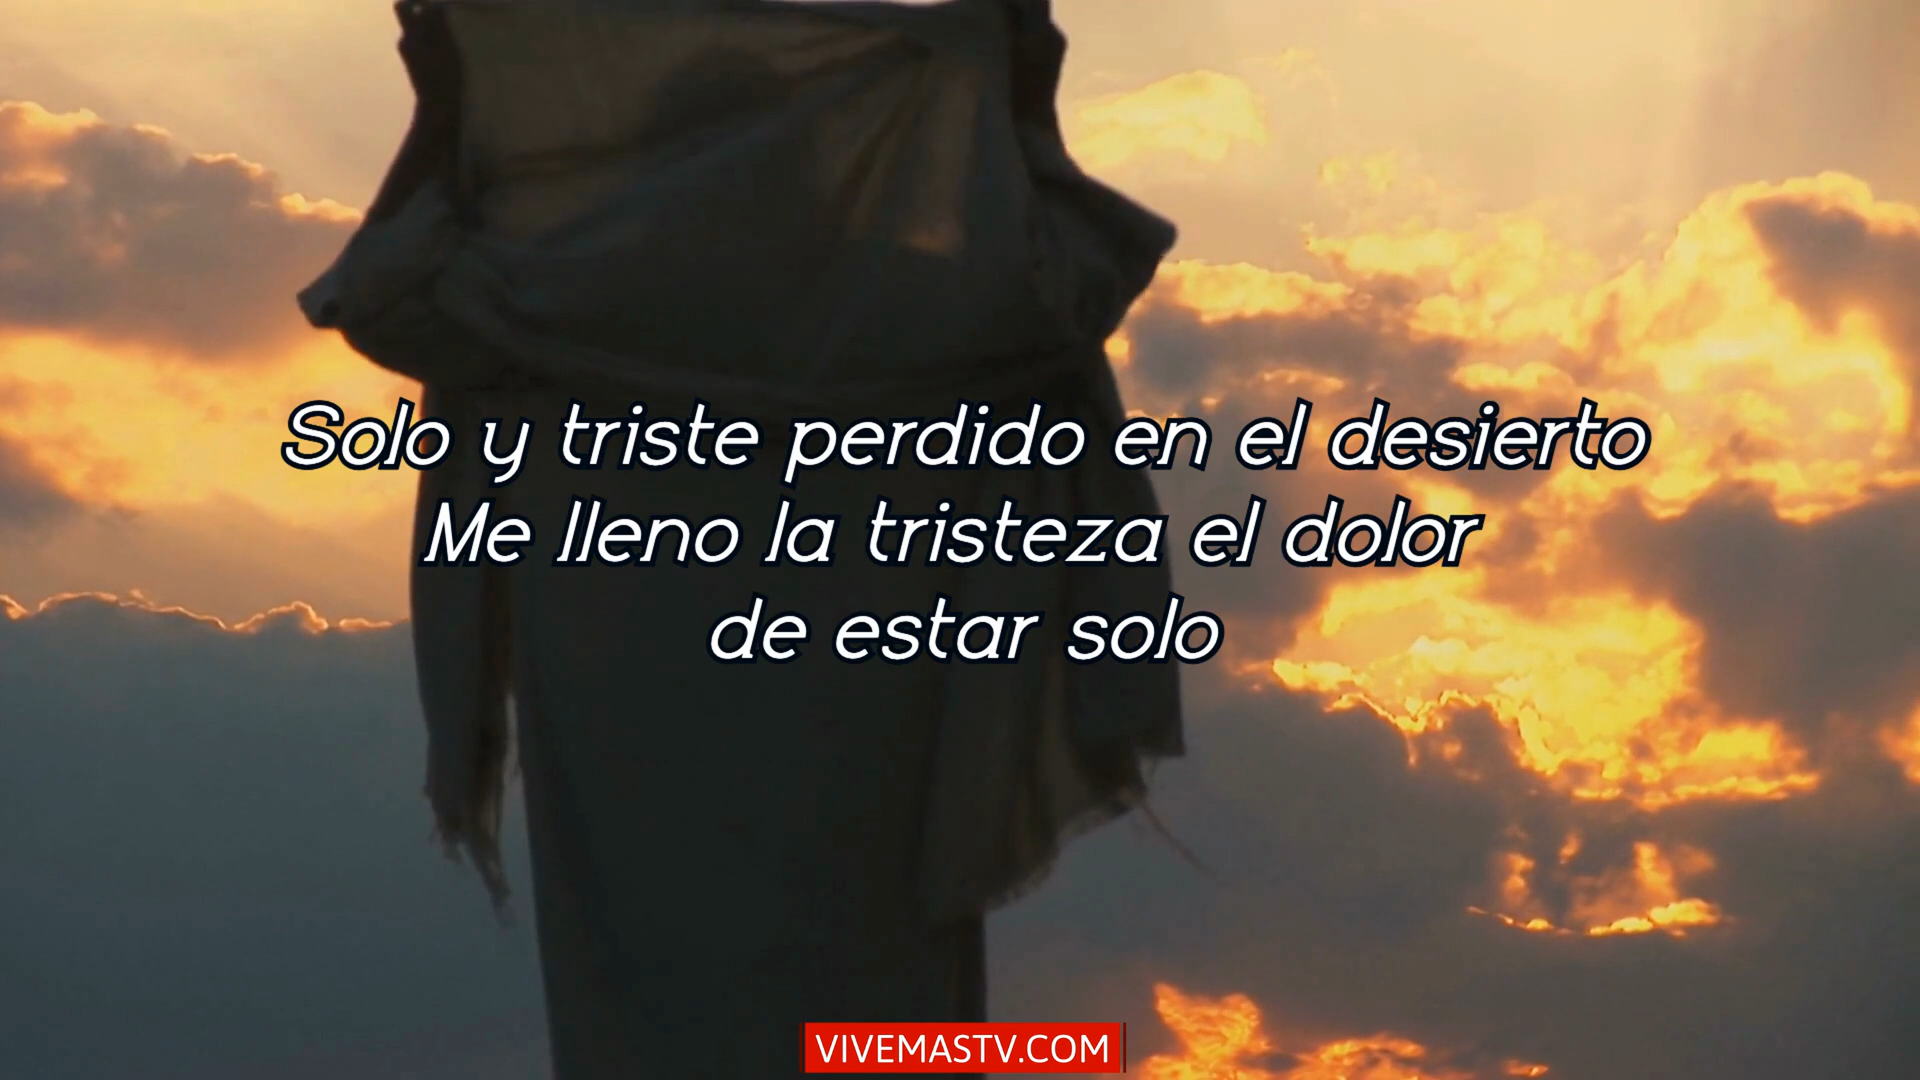 Solo y triste perdido en el desierto
Me lleno la tristeza el dolor
de estar solo
VIVEMASTV.COM